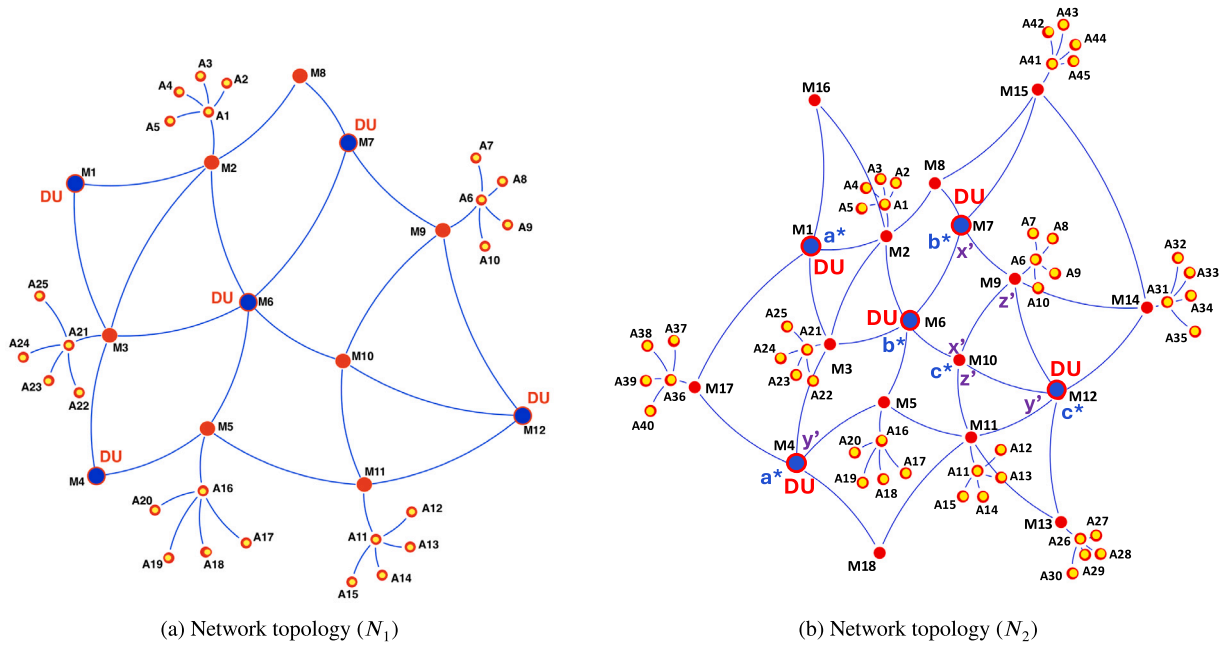 A3
A4
A2
A5
A1
M8
DU
M7
M2
M1
DU
A7
A8
A6
A9
A10
M9
DU
M6
A25
A21
A24
A23
A22
M3
M10
DU
M12
DU
M4
M5
M11
A20
A16
A17
A19
A18
A12
A11
A13
A14
A15
(a) Network topology (N1)
A43
A42
A44
A41
A45
M15
M16
M8
A3
A2
A4
A5
A1
M1
a*
DU
M2
DU
M7
b*
x'
A7
A8
A6
A9
A10
M9
z'
A32
A33
A31
A34
A35
M14
DU
M6
b*
A25
A21
A24
A23
A22
M3
A38
A37
A39
A36
A40
M17
x'
M10
c*
z'
DU
M12
y'
c*
M5
M4
y'
a*
DU
A20
A16
A17
A19
A18
M11
A12
A11
A13
A15
A14
M13
A27
A26
A28
A29
A30
M18
(b) Network topology (N2)